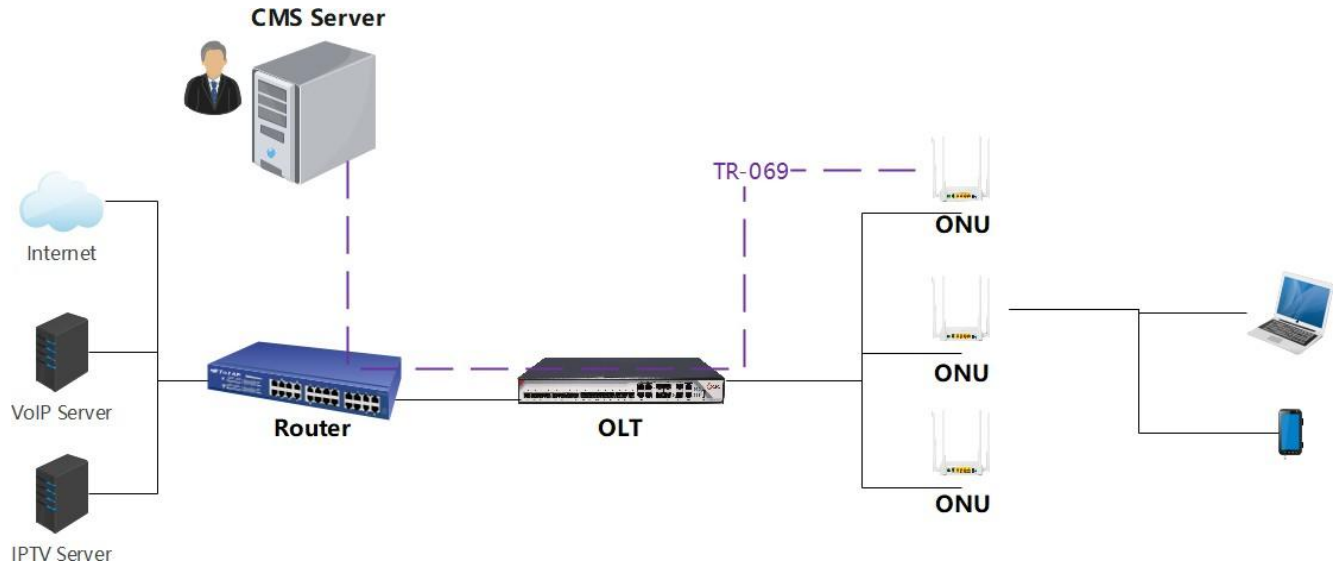 CMS Server
TR-069
Internet
ONU
VoIP Server
ONU
Router
OLT
ONU
IPTV Server